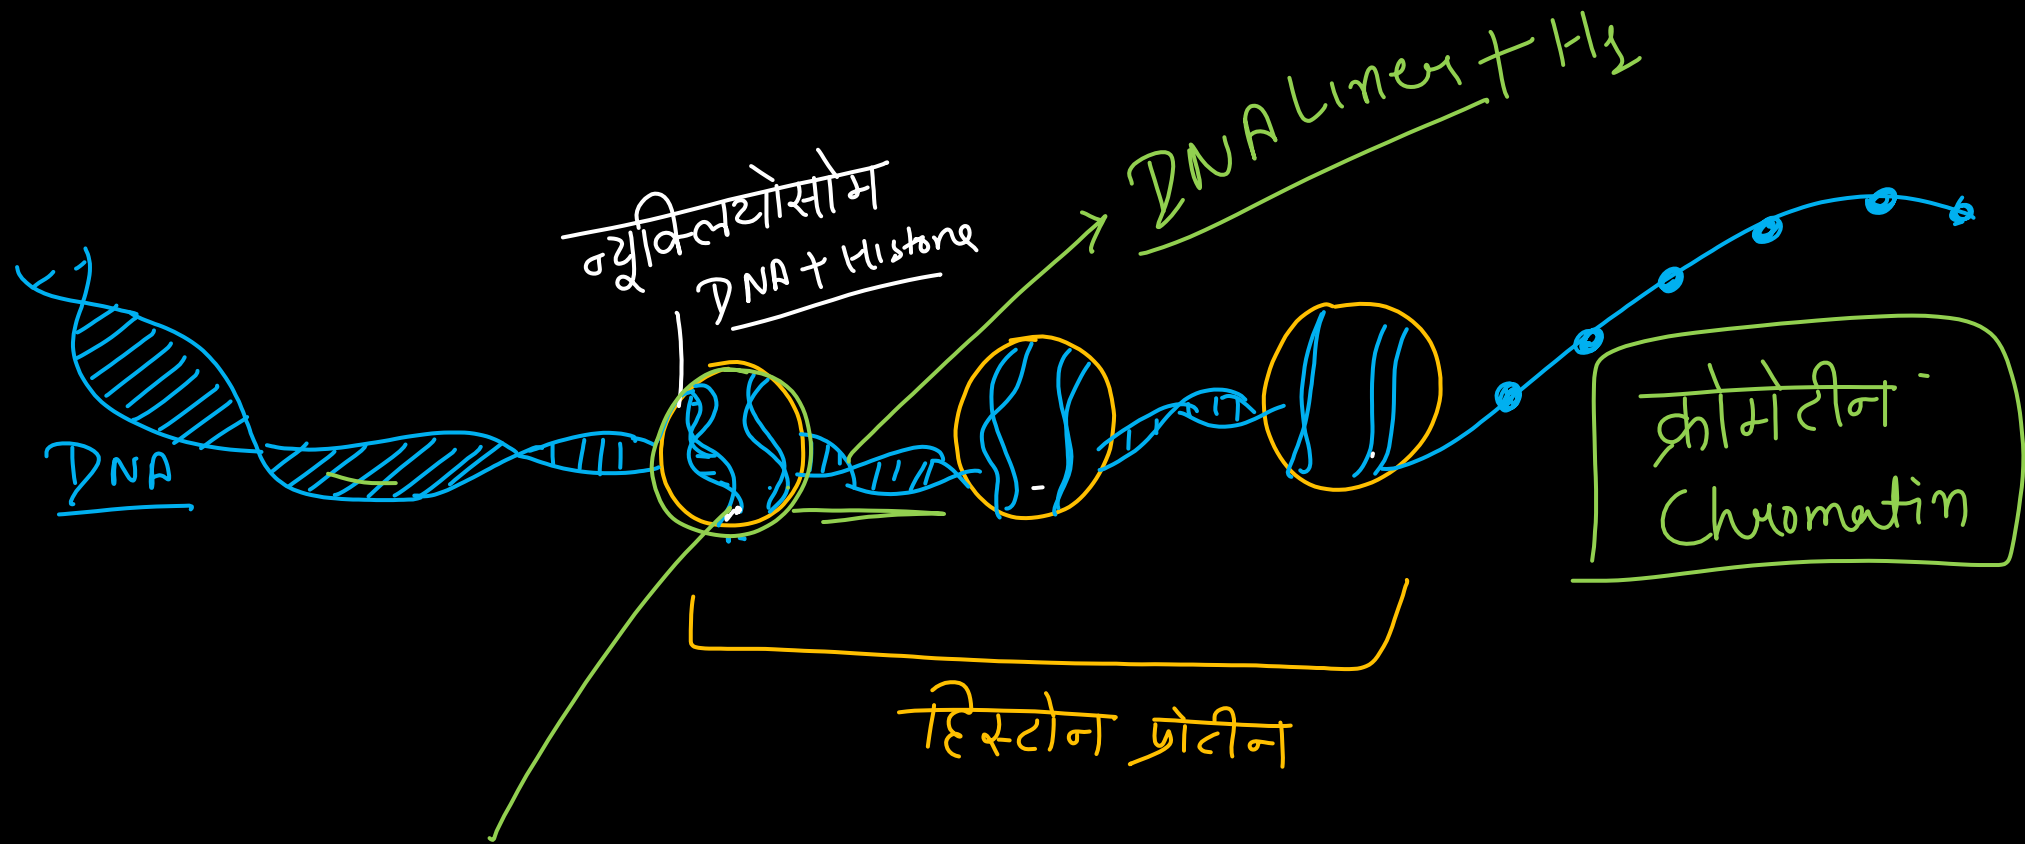 DNA Liner + H1
न्यूक्लियोसोम
DNA + Histone
DNA
क्रोमेटीन
Chromatin
हिस्टोन प्रोटीन